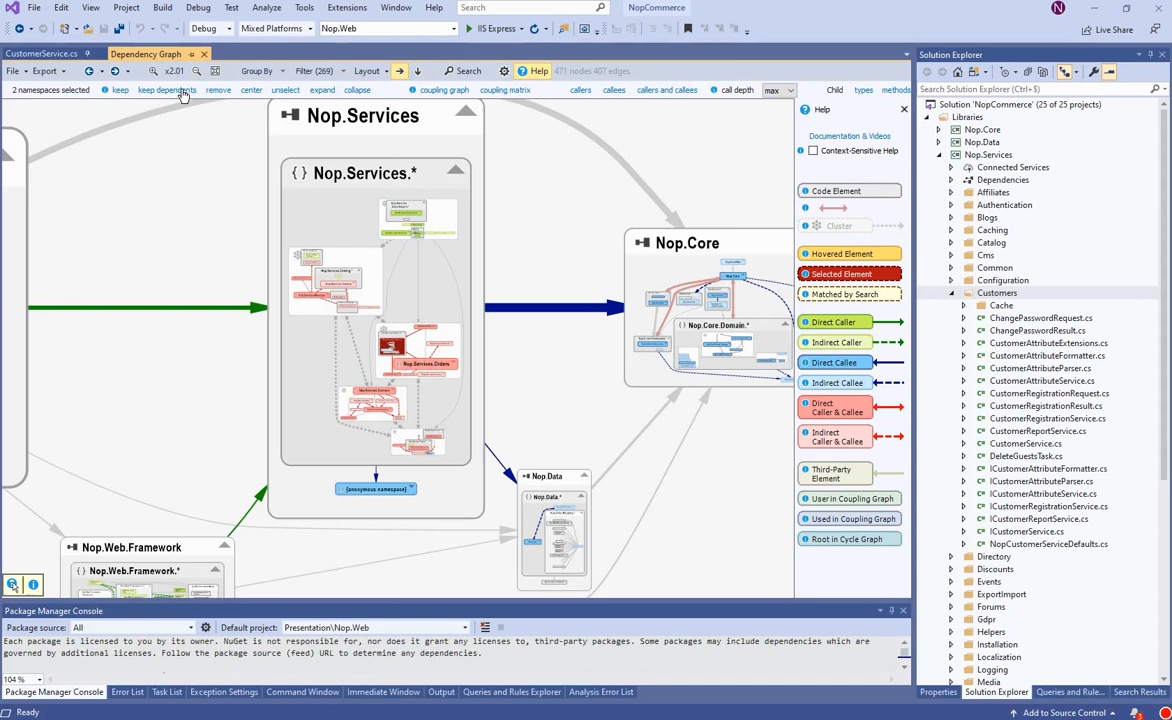 File Edit View Git Project Build Debug Test Analyze Tools Extensions Window Help Search NopCommerce N
Debug Mixed Platforms Nop.Web IIS Express Live Share
CustomerService.cs Dependency Graph Solution Explorer
File Export x2.01 Group By Filter (269) Layout Search Help 471 nodes 407 edges
2 namespaces selected keep keep dependents remove center unselect expand collapse coupling graph coupling matrix callers callees callers and callees call depth max Child types methods
Search Solution Explorer (Ctrl+$)
Solution 'NopCommerce' (25 of 25 projects)
Libraries
Nop.Core
Nop.Data
Nop.Services
Connected Services
Dependencies
Affiliates
Authentication
Blogs
Caching
Catalog
Cms
Common
Configuration
Customers
Cache
ChangePasswordRequest.cs
ChangePasswordResult.cs
CustomerAttributeExtensions.cs
CustomerAttributeFormatter.cs
CustomerAttributeParser.cs
CustomerAttributeService.cs
CustomerRegistrationRequest.cs
CustomerRegistrationResult.cs
CustomerRegistrationService.cs
CustomerReportService.cs
CustomerService.cs
DeleteGuestsTask.cs
ICustomerAttributeFormatter.cs
ICustomerAttributeParser.cs
ICustomerAttributeService.cs
ICustomerRegistrationService.cs
ICustomerReportService.cs
ICustomerService.cs
NopCustomerServiceDefaults.cs
Directory
Discounts
Events
ExportImport
Forums
Gdpr
Helpers
Installation
Localization
Logging
Media
Nop.Services
{ } Nop.Services.*
Nop.Services.Orders
{anonymous namespace}
Nop.Core
Nop.Core.Domain.*
Nop.Data
Nop.Data.*
Nop.Web.Framework
Nop.Web.Framework.*
Help
Documentation & Videos
Context-Sensitive Help
Code Element
Cluster
Hovered Element
Selected Element
Matched by Search
Direct Caller
Indirect Caller
Direct Callee
Indirect Callee
Direct
Caller & Callee
Indirect
Caller & Callee
Third-Party
Element
User in Coupling Graph
Used in Coupling Graph
Root in Cycle Graph
Package Manager Console
Package source: All Default project: Presentation\Nop.Web
Each package is licensed to you by its owner. NuGet is not responsible for, nor does it grant any licenses to, third-party packages. Some packages may include dependencies which are
governed by additional licenses. Follow the package source (feed) URL to determine any dependencies.
104 %
Package Manager Console Error List Task List Exception Settings Command Window Immediate Window Output Queries and Rules Explorer Analysis Error List Properties Solution Explorer Queries and Rule... Search Results
Ready Add to Source Control 3